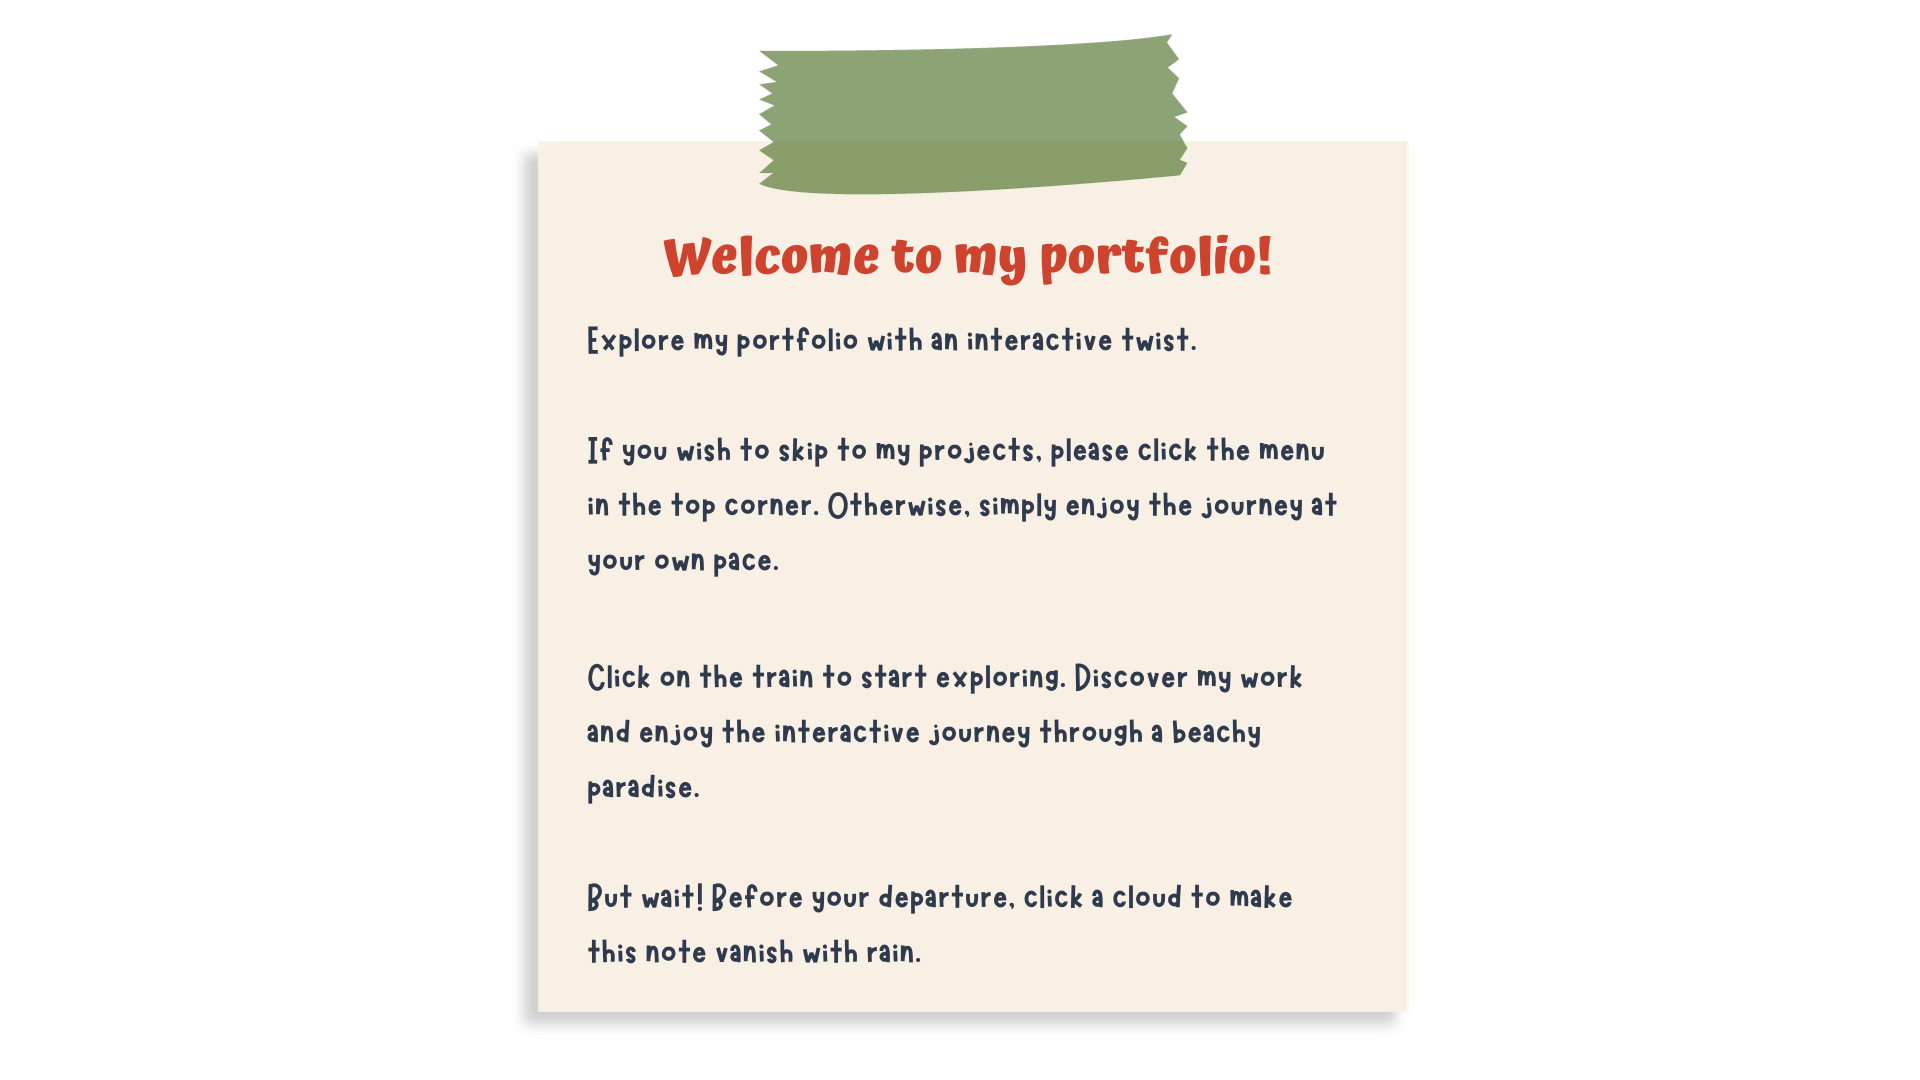 Welcome to my portfolio!
Explore my portfolio with an interactive twist.
If you wish to skip to my projects, please click the menu
in the top corner. Otherwise, simply enjoy the journey at
your own pace.
Click on the train to start exploring. Discover my work
and enjoy the interactive journey through a beachy
paradise.
But wait! Before your departure, click a cloud to make
this note vanish with rain.